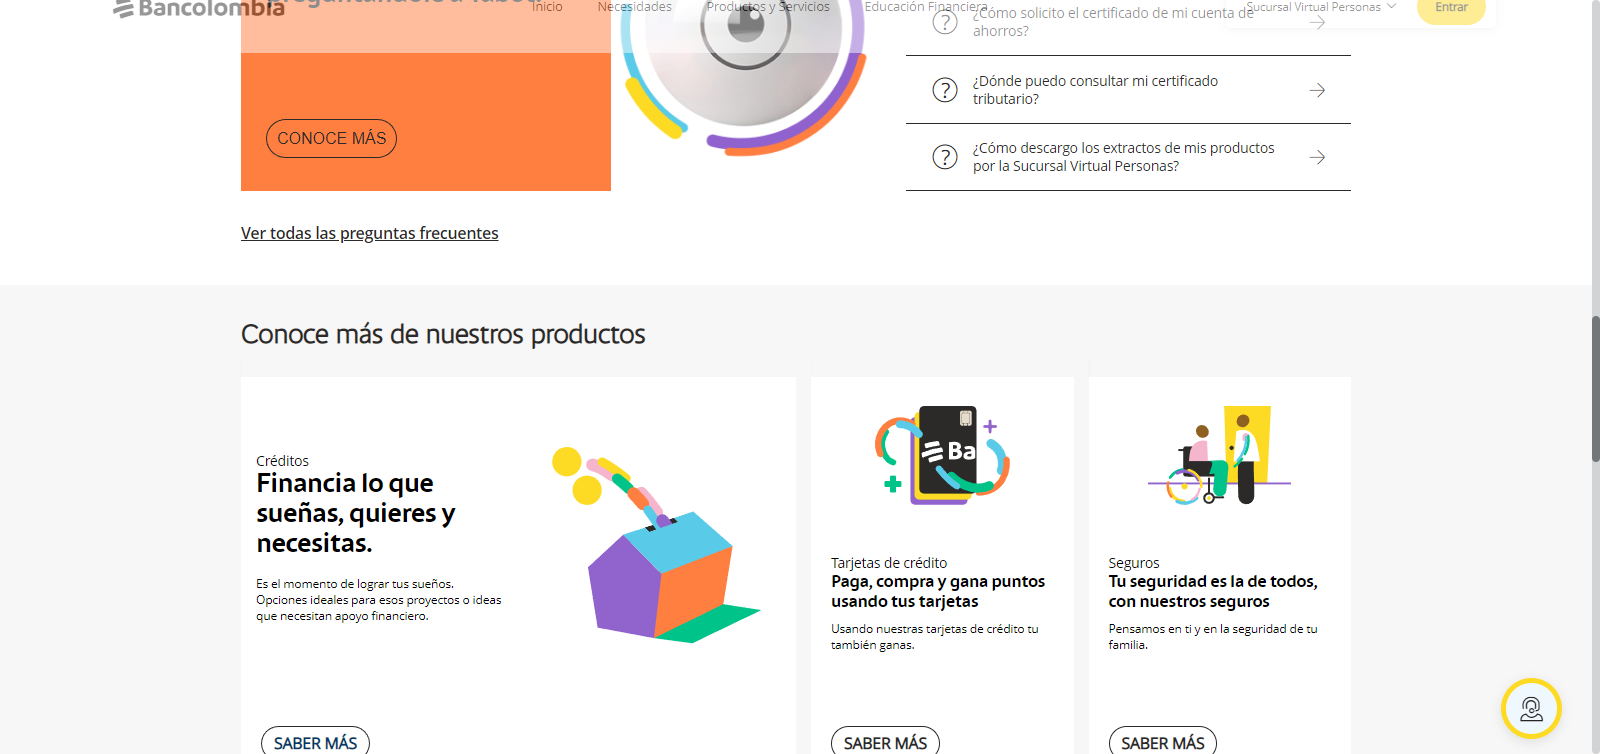 Bancolombia
Inicio
Necesidades
Productos y Servicios
Educación Financiera
Sucursal Virtual Personas
Entrar
¿Cómo solicito el certificado de mi cuenta de
ahorros?
¿Dónde puedo consultar mi certificado
tributario?
¿Cómo descargo los extractos de mis productos
por la Sucursal Virtual Personas?
CONOCE MÁS
Ver todas las preguntas frecuentes
Conoce más de nuestros productos
Créditos
Financia lo que
sueñas, quieres y
necesitas.
Es el momento de lograr tus sueños.
Opciones ideales para esos proyectos o ideas
que necesitan apoyo financiero.
SABER MÁS
Ba
Tarjetas de crédito
Paga, compra y gana puntos
usando tus tarjetas
Usando nuestras tarjetas de crédito tu
también ganas.
SABER MÁS
Seguros
Tu seguridad es la de todos,
con nuestros seguros
Pensamos en ti y en la seguridad de tu
familia.
SABER MÁS